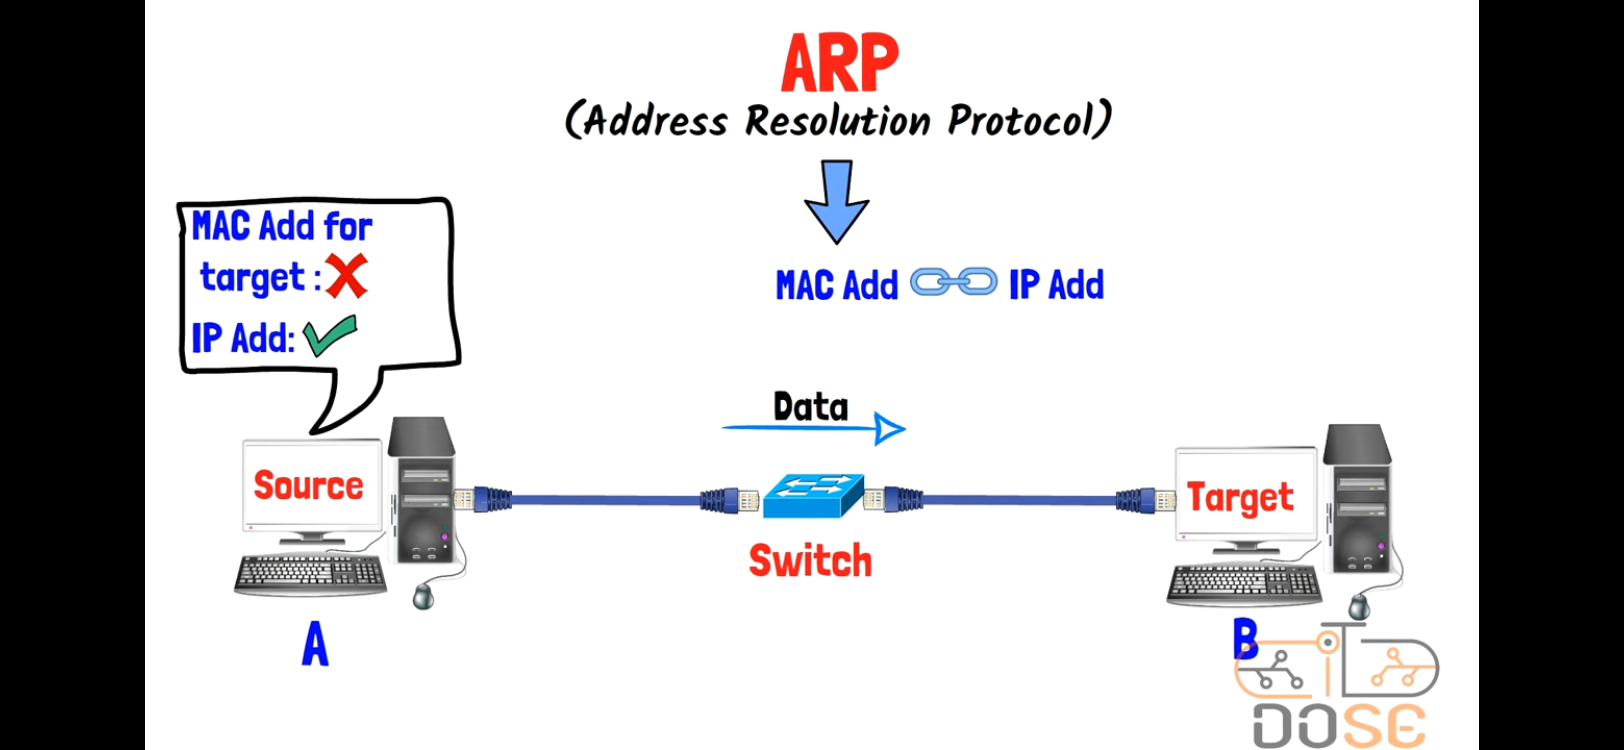 ARP
(Address Resolution Protocol)
MAC Add IP Add
MAC Add for
target :
IP Add:
Data
Source
Switch
Target
A
B
DOSE